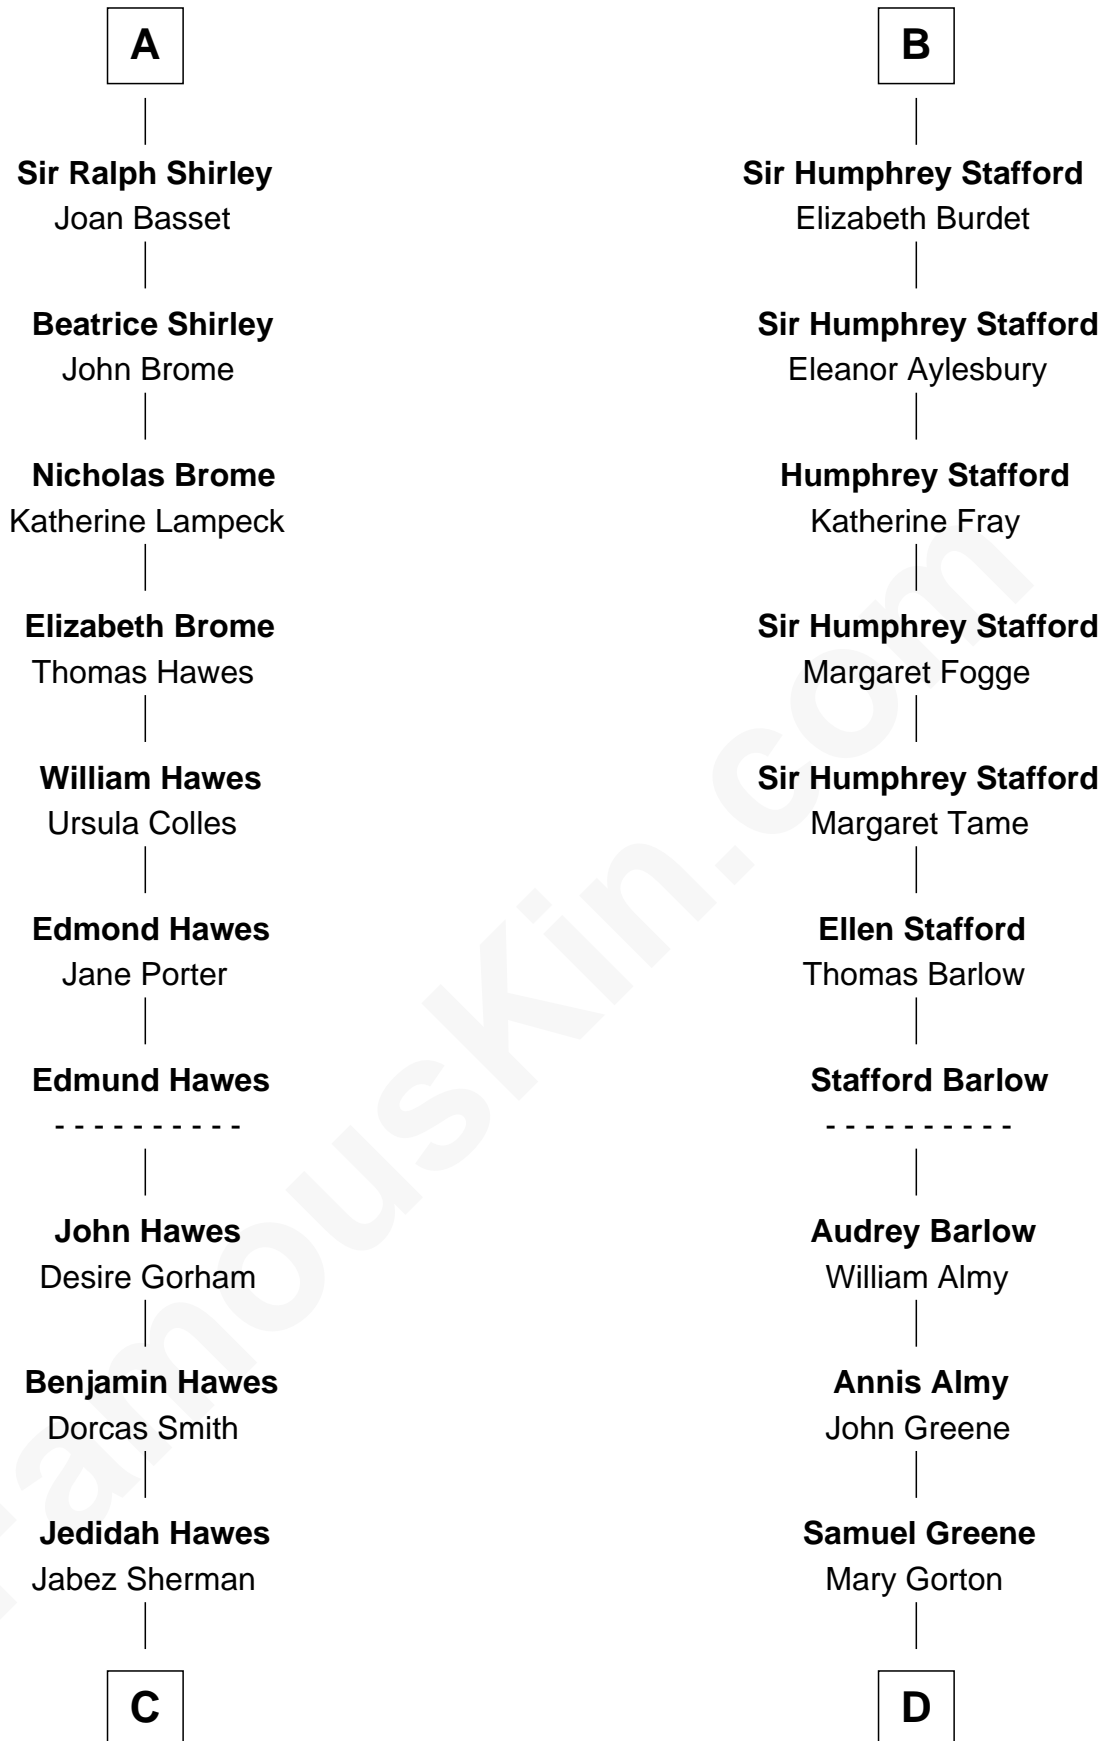 A
Sir Ralph Shirley
Joan Basset
Beatrice Shirley
John Brome
Nicholas Brome
Katherine Lampeck
Elizabeth Brome
Thomas Hawes
William Hawes
Ursula Colles
Edmond Hawes
Jane Porter
Edmund Hawes
- - - - - - - - - -
John Hawes
Desire Gorham
Benjamin Hawes
Dorcas Smith
Jedidah Hawes
Jabez Sherman
C
B
Sir Humphrey Stafford
Elizabeth Burdet
Sir Humphrey Stafford
Eleanor Aylesbury
Humphrey Stafford
Katherine Fray
Sir Humphrey Stafford
Margaret Fogge
Sir Humphrey Stafford
Margaret Tame
Ellen Stafford
Thomas Barlow
Stafford Barlow
- - - - - - - - - -
Audrey Barlow
William Almy
Annis Almy
John Greene
Samuel Greene
Mary Gorton
D
FamousKin.com